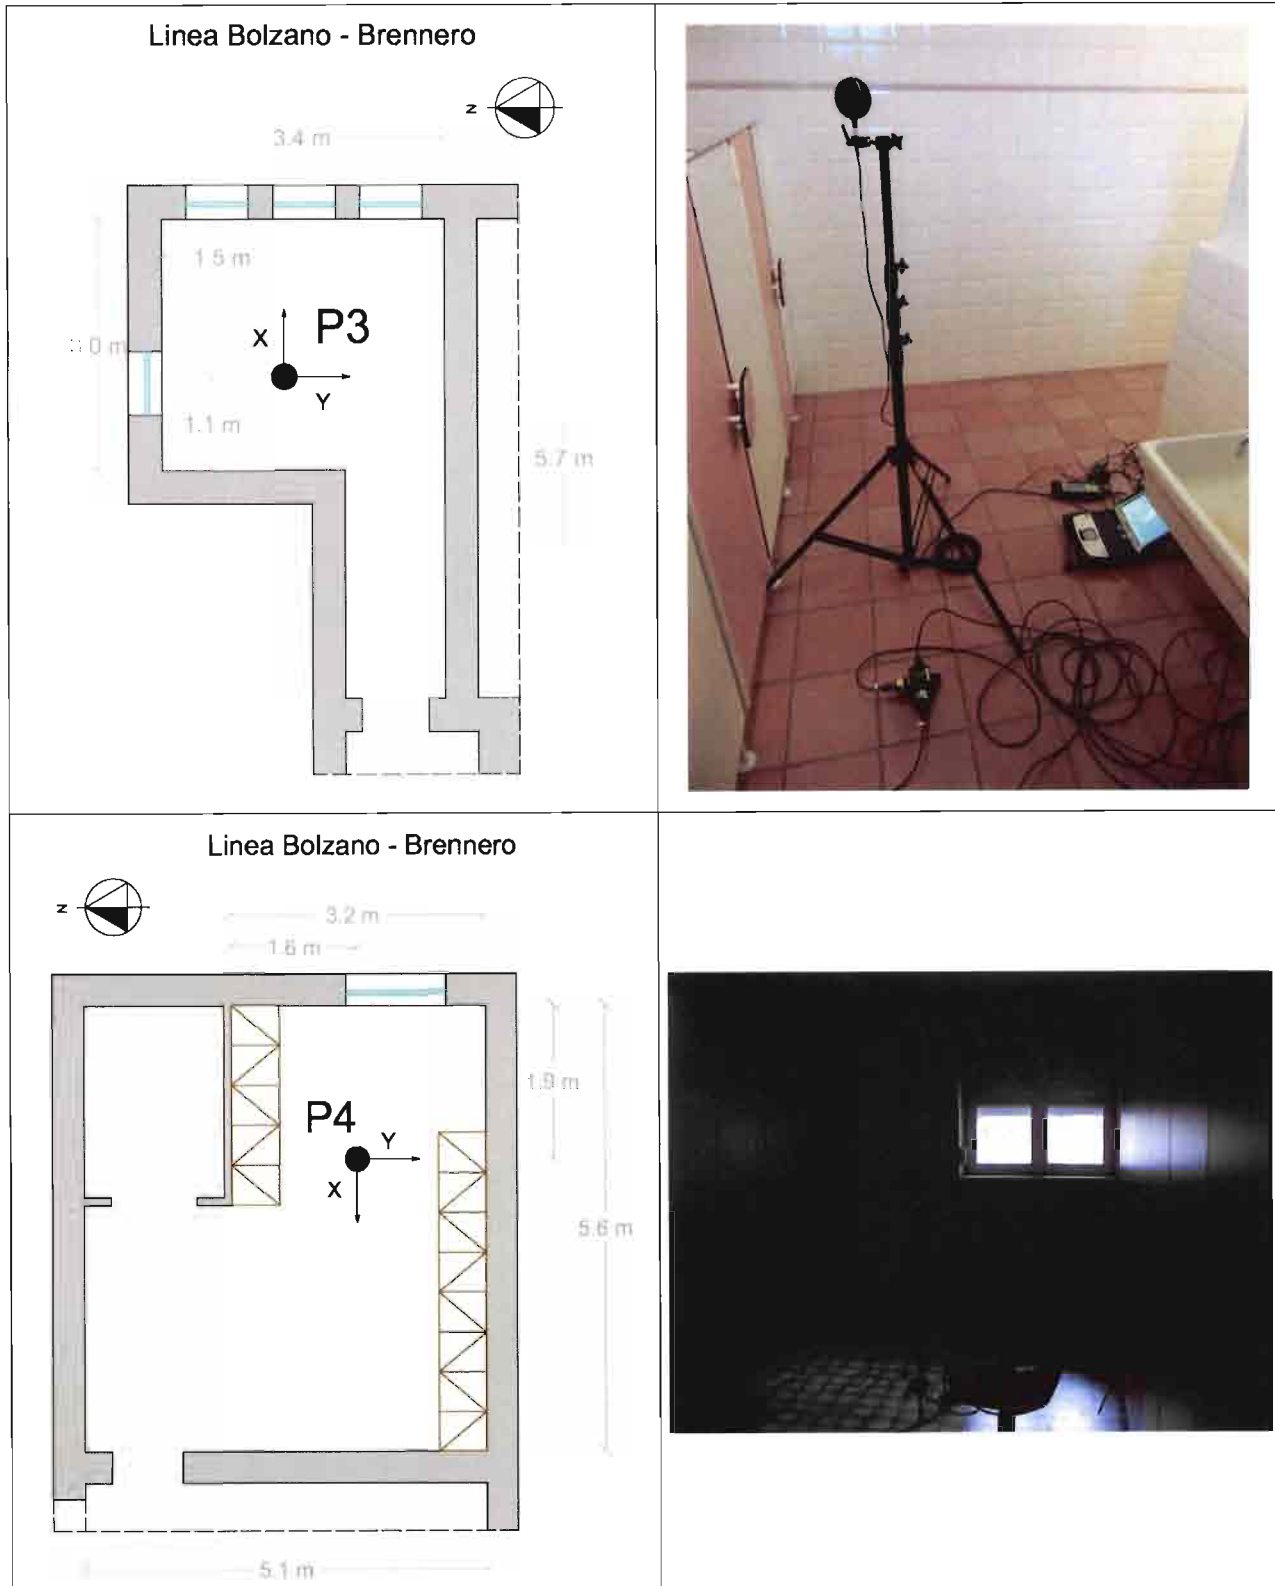 Linea Bolzano - Brennero
z
3.4 m
1.5 m
X
P3
Y
1.1 m
5.7 m
Linea Bolzano - Brennero
z
3.2 m
1.6 m
1.9 m
P4
Y
X
5.6 m
5.1 m